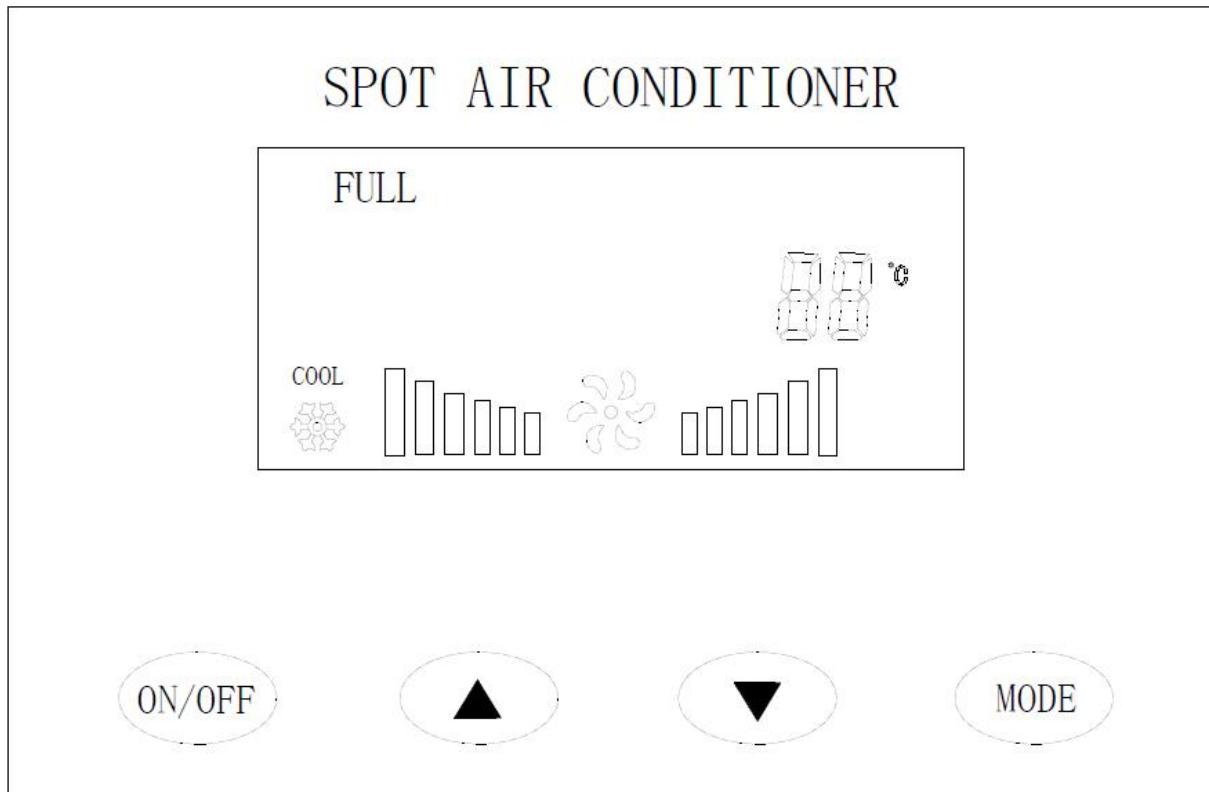 SPOT AIR CONDITIONER
FULL
88 °C
COOL
ON/OFF
▲
▼
MODE